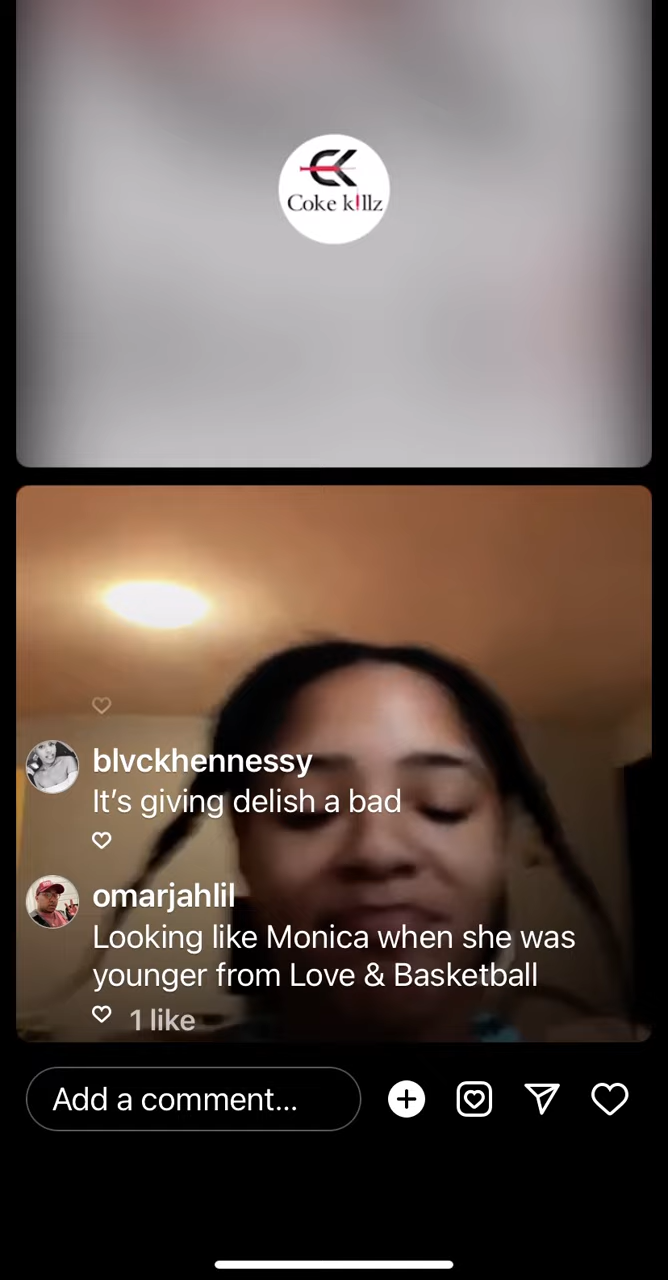 Coke k!llz
blvckhennessy
It’s giving delish a bad
omarjahlil
Looking like Monica when she was
younger from Love & Basketball
1 like
Add a comment...